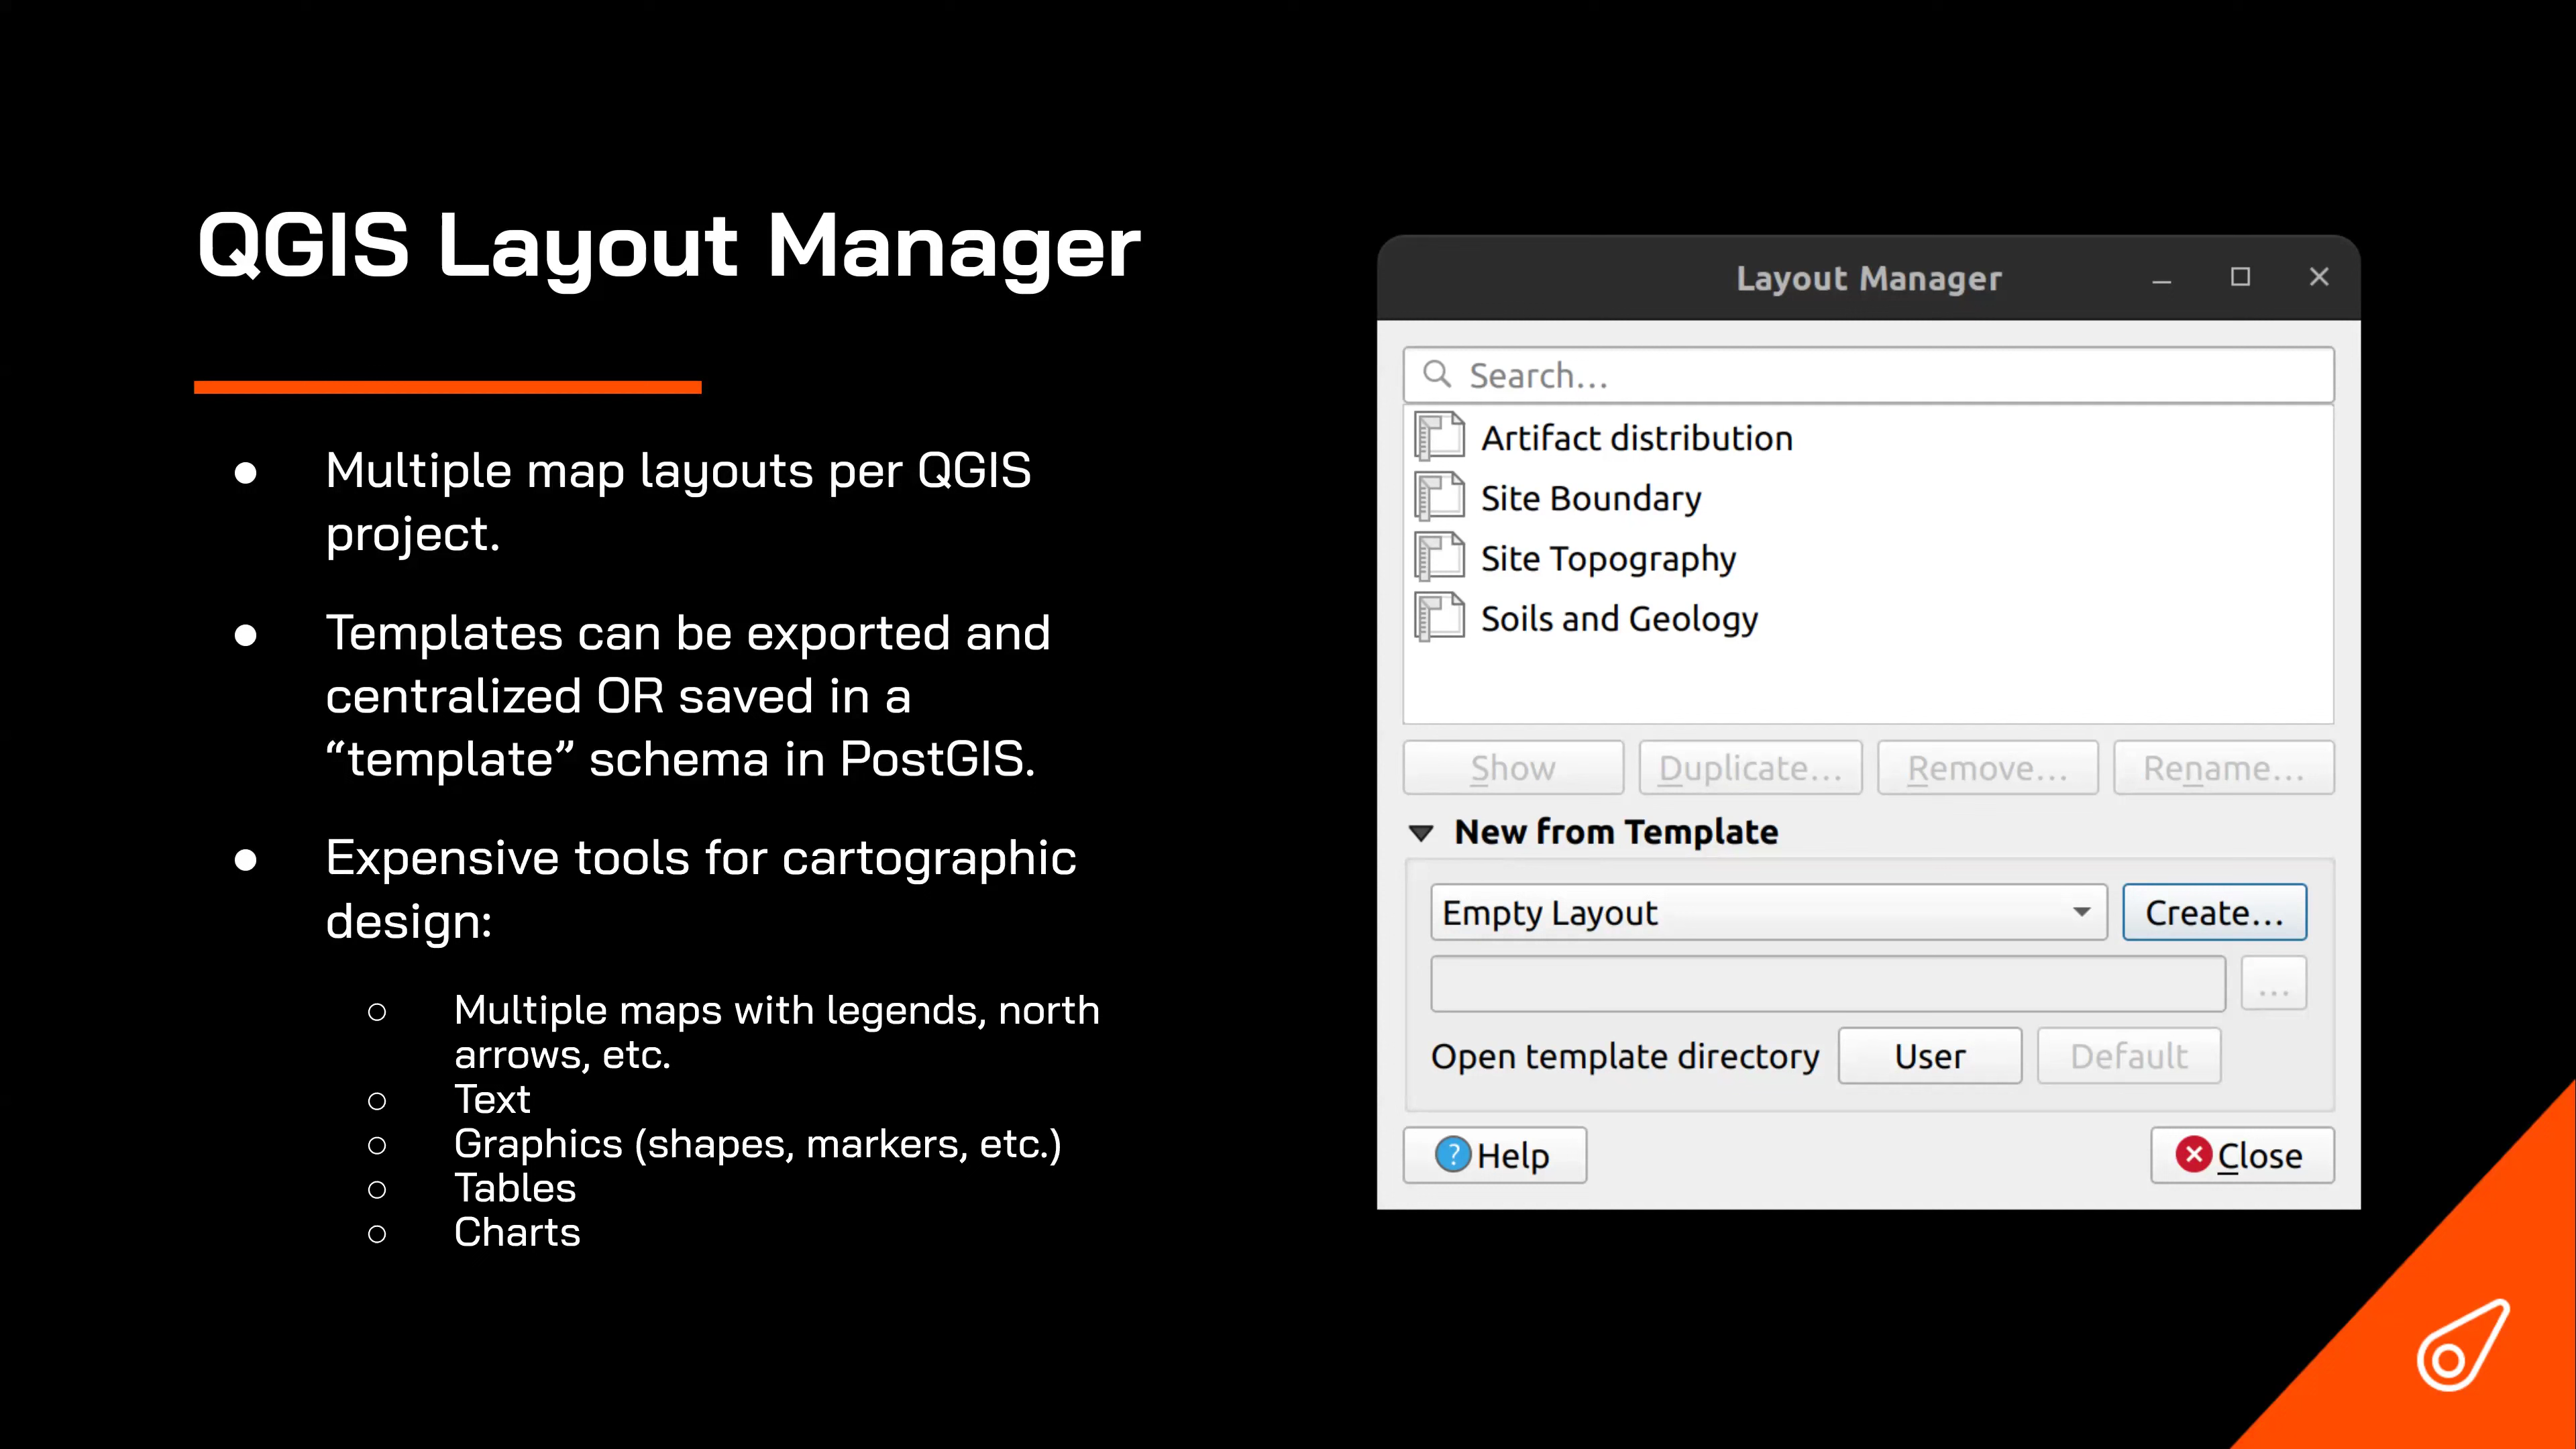 QGIS Layout Manager
● Multiple map layouts per QGIS
project.
● Templates can be exported and
centralized OR saved in a
“template” schema in PostGIS.
● Expensive tools for cartographic
design:
○ Multiple maps with legends, north
arrows, etc.
○ Text
○ Graphics (shapes, markers, etc.)
○ Tables
○ Charts
Layout Manager
Search…
Artifact distribution
Site Boundary
Site Topography
Soils and Geology
Show Duplicate… Remove… Rename…
New from Template
Empty Layout Create…
…
Open template directory User Default
Help Close